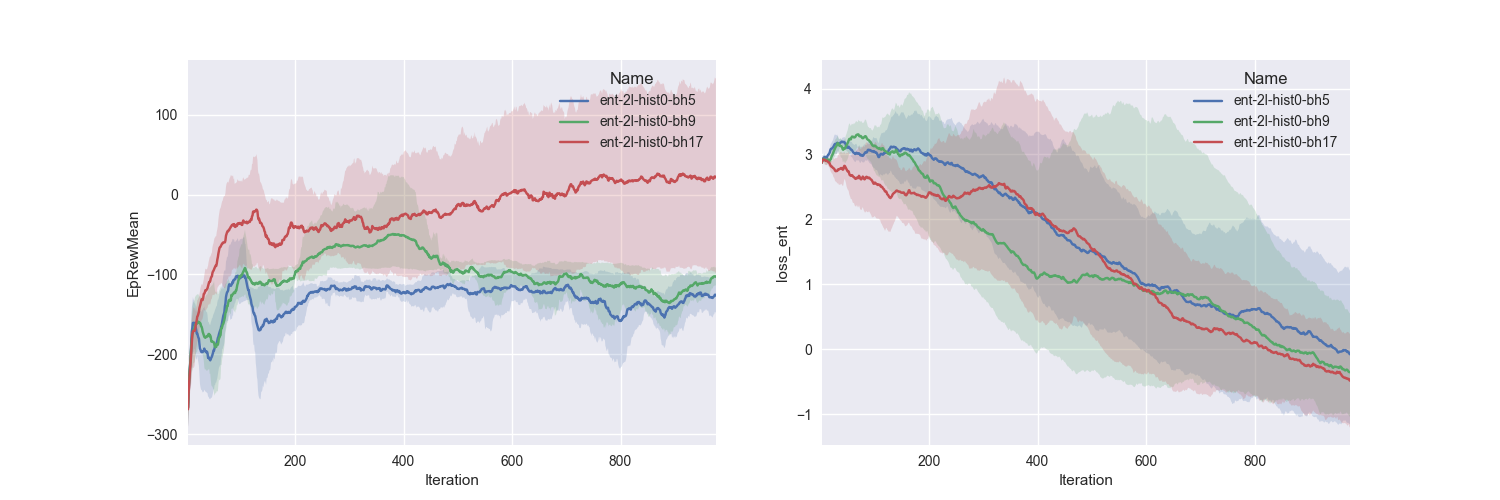 EpRewMean
100
0
−100
−200
−300
200
400
600
800
Iteration
Name
ent-2l-hist0-bh5
ent-2l-hist0-bh9
ent-2l-hist0-bh17
loss_ent
4
3
2
1
0
−1
200
400
600
800
Iteration
Name
ent-2l-hist0-bh5
ent-2l-hist0-bh9
ent-2l-hist0-bh17